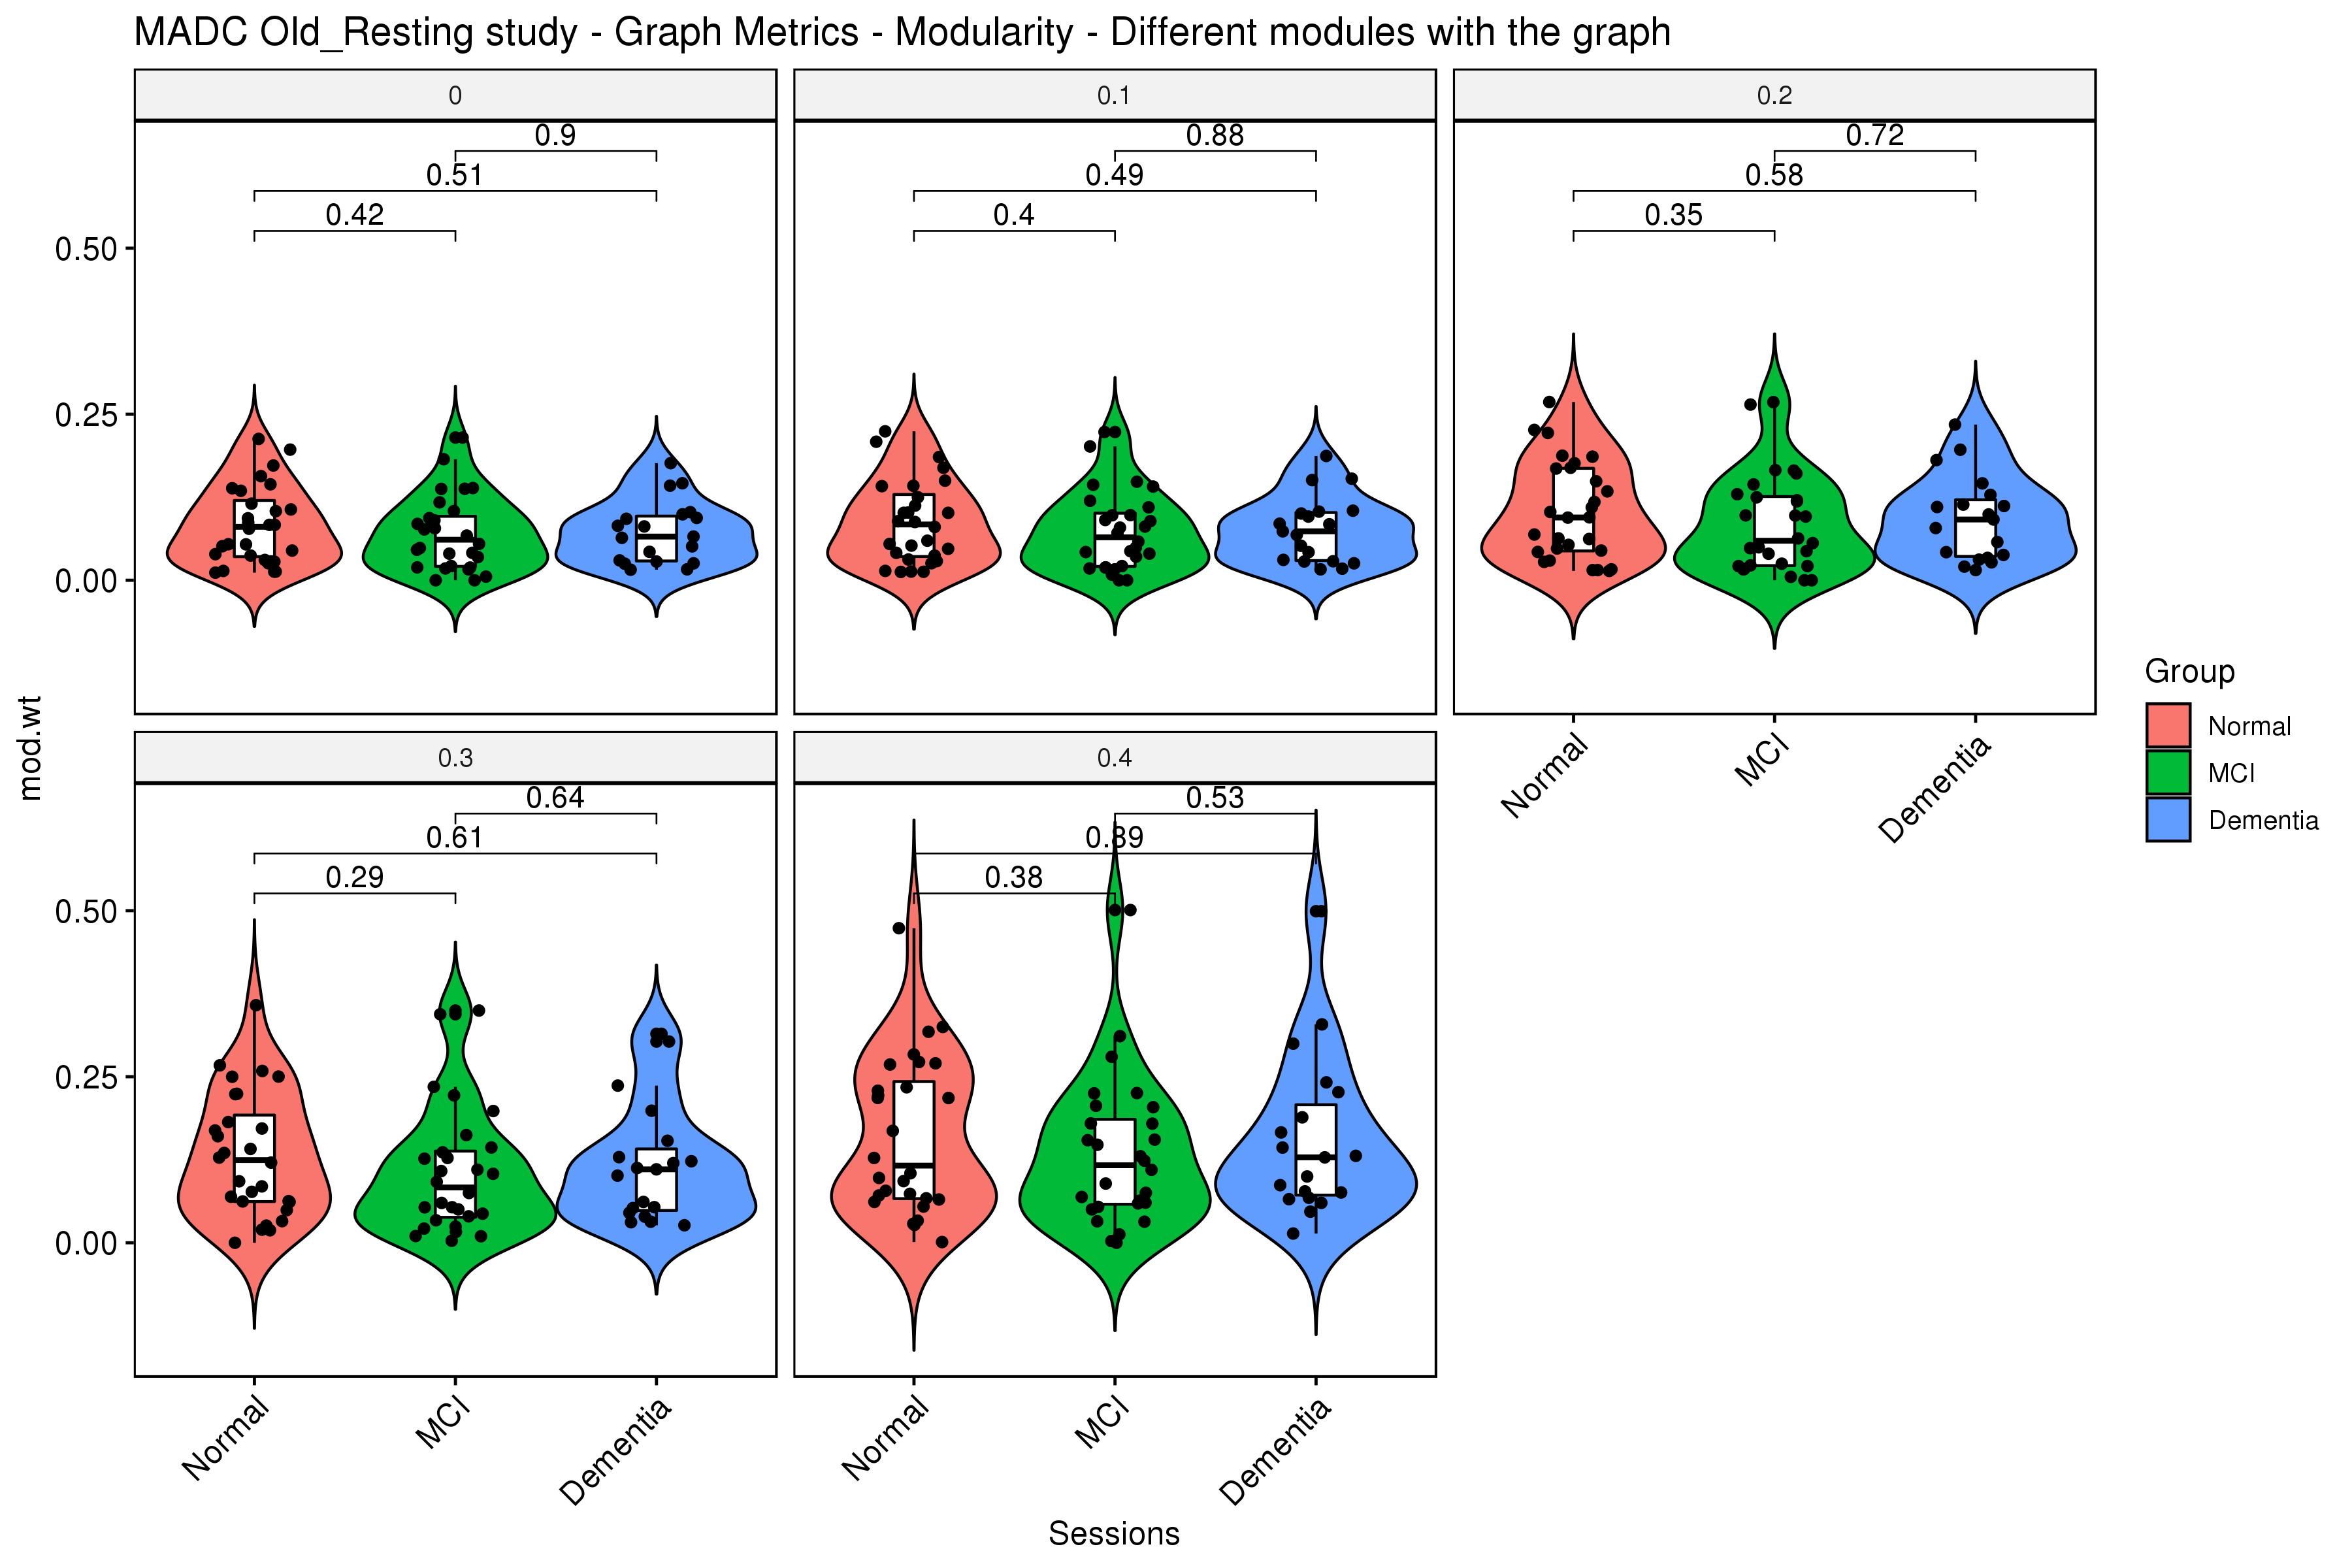 MADC Old_Resting study - Graph Metrics - Modularity - Different modules with the graph
0
0.1
0.2
0.9
0.88
0.72
0.51
0.49
0.58
0.42
0.4
0.35
0.50
0.25
0.00
Normal
MCI
Dementia
mod.wt
Group
Normal
MCI
Dementia
0.3
0.4
0.64
0.53
0.61
0.89
0.29
0.38
0.50
0.25
0.00
Normal
MCI
Dementia
Normal
MCI
Dementia
Sessions